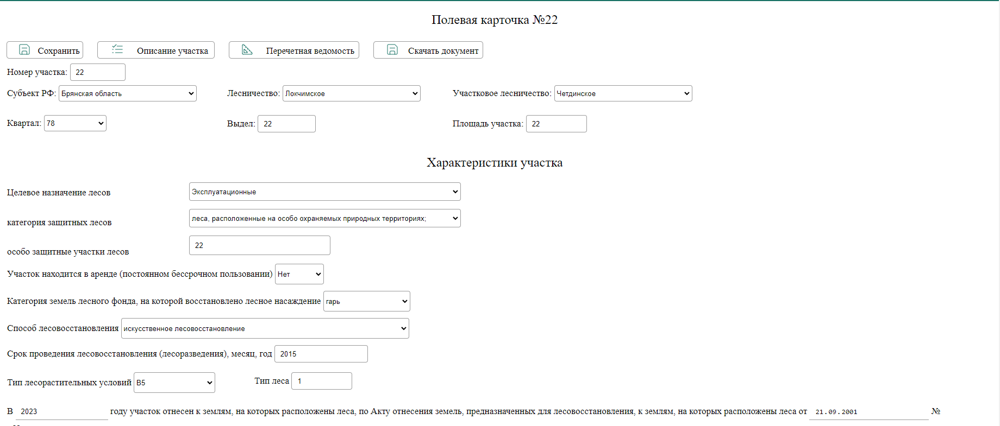 Полевая карточка №22
Сохранить Описание участка Перечетная ведомость Скачать документ
Номер участка: 22
Субъект РФ: Брянская область Лесничество: Локчимское Участковое лесничество: Четдинское
Квартал: 78 Выдел: 22 Площадь участка: 22
Характеристики участка
Целевое назначение лесов Эксплуатационные
категория защитных лесов леса, расположенные на особо охраняемых природных территориях;
особо защитные участки лесов 22
Участок находится в аренде (постоянном бессрочном пользовании) Нет
Категория земель лесного фонда, на которой восстановлено лесное насаждение гарь
Способ лесовосстановления искусственное лесовосстановление
Срок проведения лесовосстановления (лесоразведения), месяц, год 2015
Тип лесорастительных условий В5 Тип леса 1
В 2023 году участок отнесен к землям, на которых расположены леса, по Акту отнесения земель, предназначенных для лесовосстановления, к землям, на которых расположены леса от 21.09.2001 №